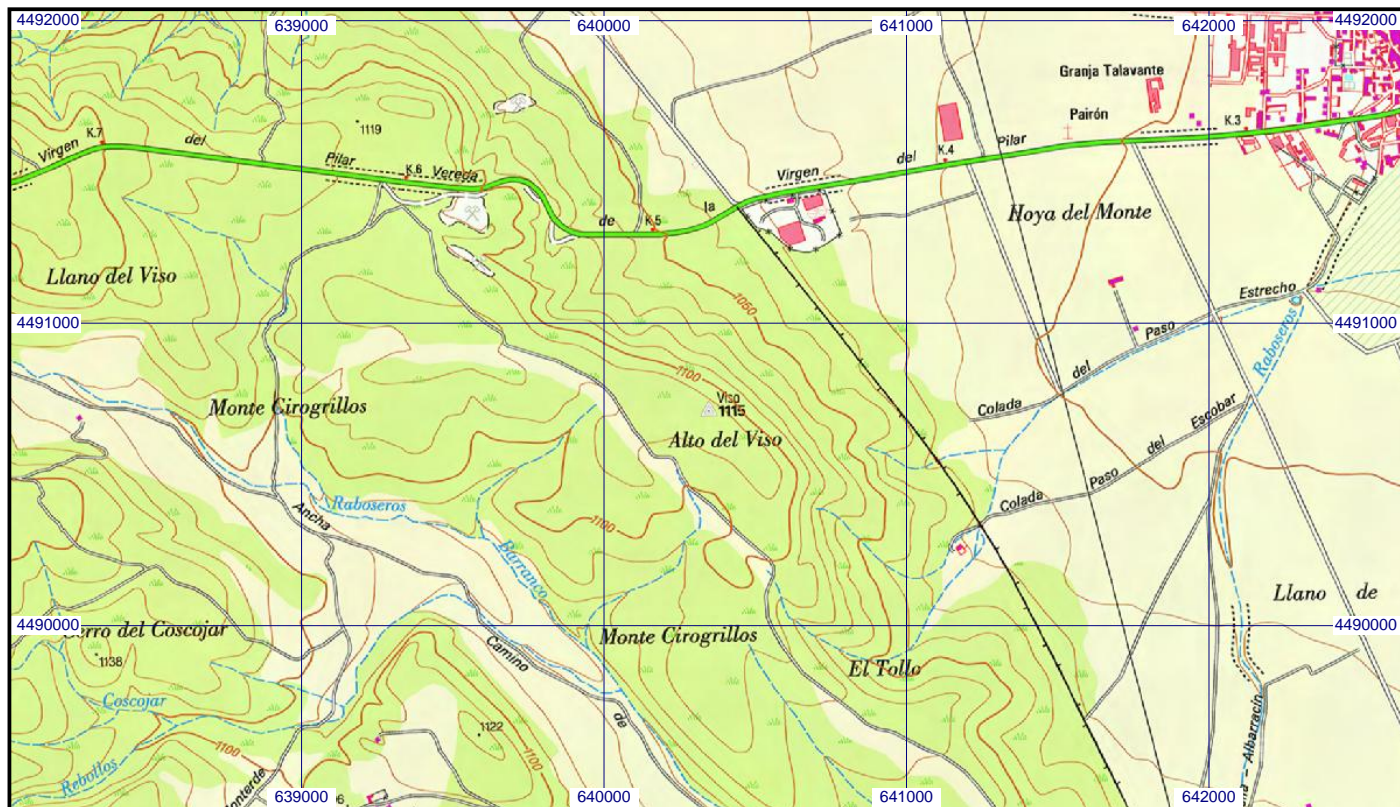 4492000
639000
640000
641000
642000
4492000
Granja Talavante
Pairón
1119
K.7
K.6
K.5
K.4
K.3
Virgen
del
Pilar
Vereda
de
la
Virgen
del
Pilar
Hoya del Monte
Llano del Viso
Estrecho
4491000
4491000
1050
Paso
Raboseros
1100
del
Viso
1115
Colada
Monte Cirogrillos
Escobar
Alto del Viso
del
Paso
Colada
Raboseros
Ancha
1100
Barranco
Llano de
4490000
4490000
erro del Coscojar
Monte Cirogrillos
1138
Camino
El Tollo
Coscojar
de
Albarracín
1122
1100
1100
Rebollos
onterde
639000
640000
641000
642000